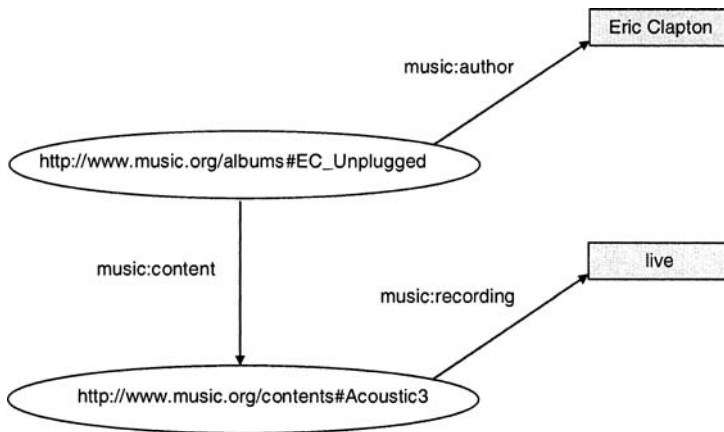 Eric Clapton
music:author
http://www.music.org/albums#EC_Unplugged
music:content
live
music:recording
http://www.music.org/contents#Acoustic3